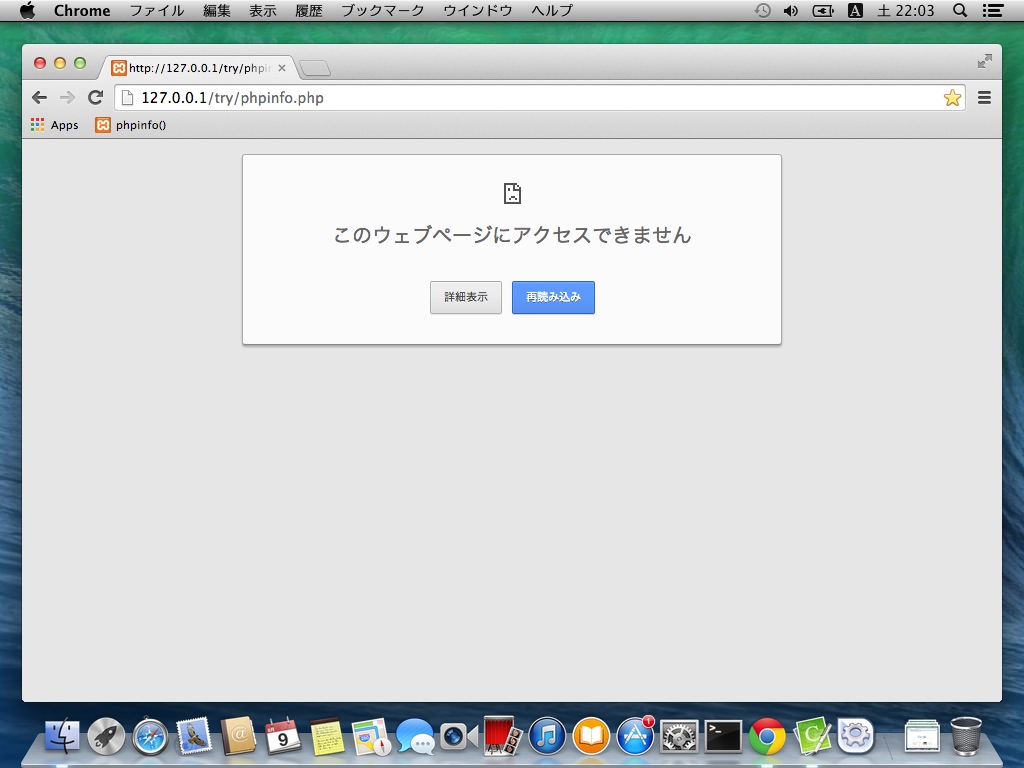 Chrome ファイル 編集 表示 履歴 ブックマーク ウインドウ ヘルプ A 土 22:03
http://127.0.0.1/try/phpin
127.0.0.1/try/phpinfo.php
Apps phpinfo()
このウェブページにアクセスできません
詳細表示 再読み込み
9
1